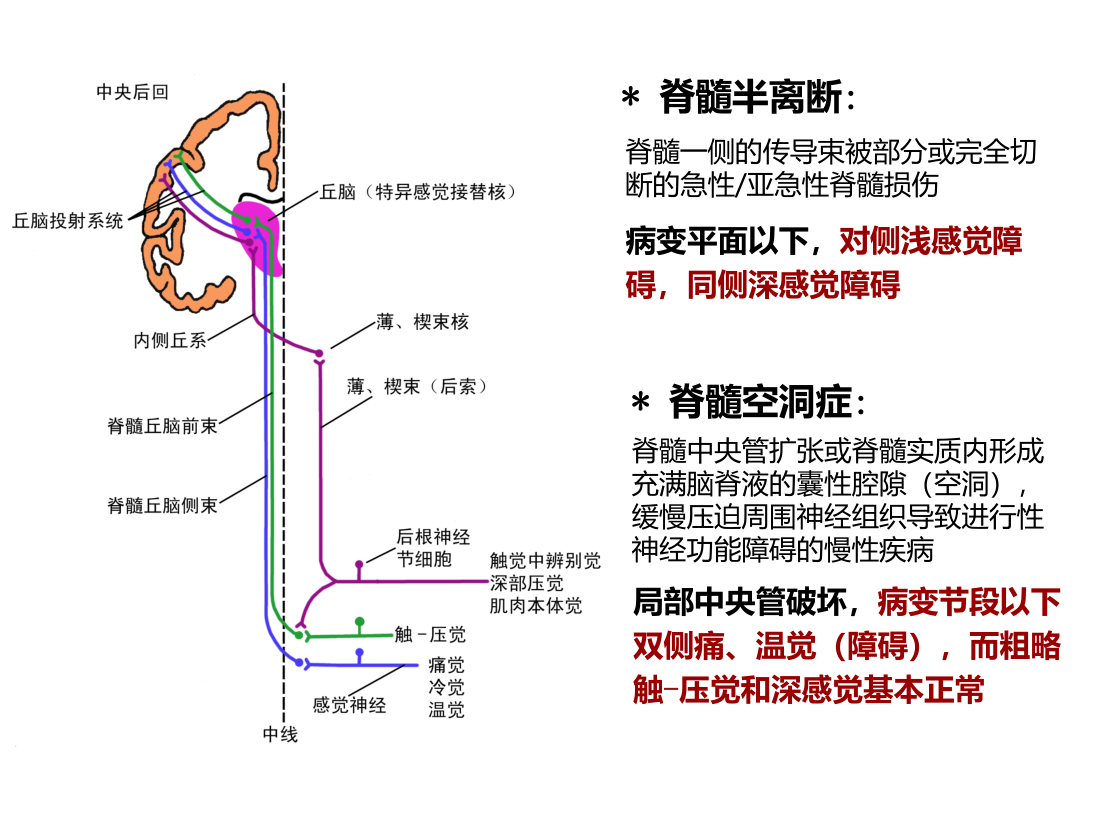 中央后回
丘脑投射系统
丘脑（特异感觉接替核）
内侧丘系
薄、楔束核
薄、楔束（后索）
脊髓丘脑前束
脊髓丘脑侧束
后根神经
节细胞
触觉中辨别觉
深部压觉
肌肉本体觉
触－压觉
痛觉
冷觉
温觉
感觉神经
中线
* 脊髓半离断：
脊髓一侧的传导束被部分或完全切
断的急性/亚急性脊髓损伤
病变平面以下，对侧浅感觉障
碍，同侧深感觉障碍
* 脊髓空洞症：
脊髓中央管扩张或脊髓实质内形成
充满脑脊液的囊性腔隙（空洞），
缓慢压迫周围神经组织导致进行性
神经功能障碍的慢性疾病
局部中央管破坏，病变节段以下
双侧痛、温觉（障碍），而粗略
触–压觉和深感觉基本正常